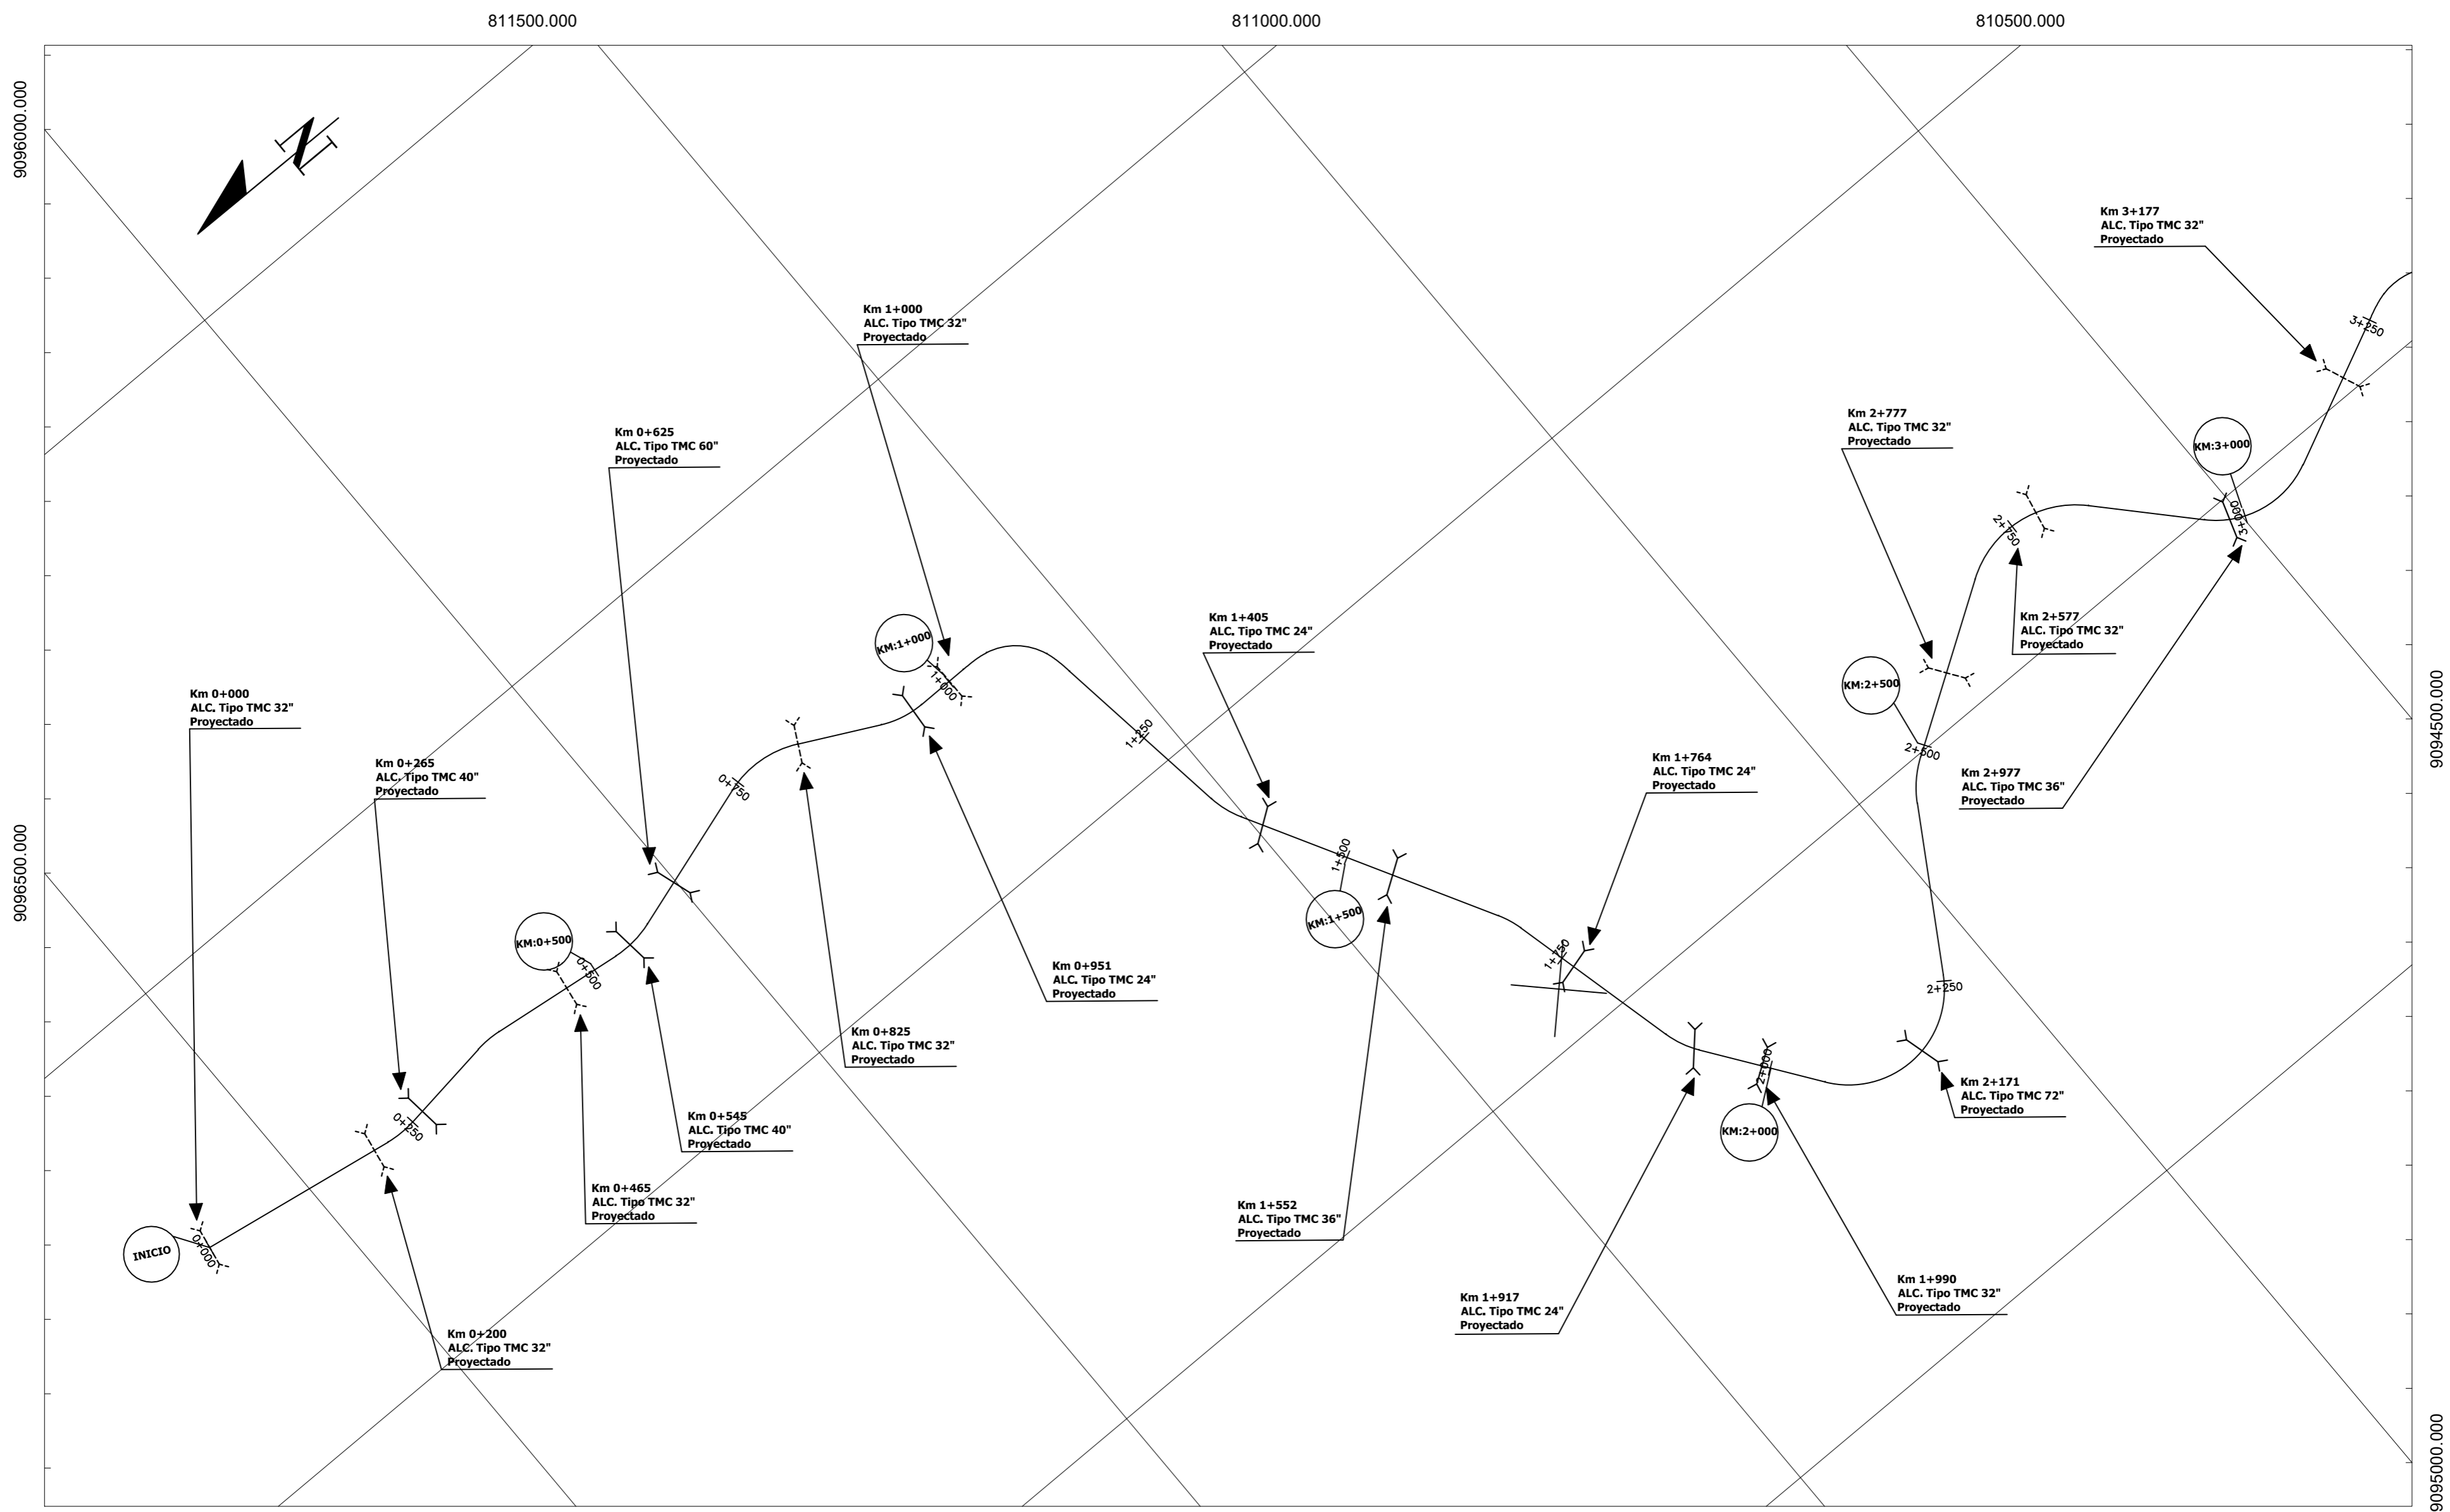 811500.000
811000.000
810500.000
9096000.000
9096500.000
9094500.000
9095000.000
N
Km 3+177
ALC. Tipo TMC 32"
Proyectado
Km 1+000
ALC. Tipo TMC 32"
Proyectado
3+250
Km 2+777
ALC. Tipo TMC 32"
Proyectado
Km 0+625
ALC. Tipo TMC 60"
Proyectado
KM:3+000
3+000
2+750
Km 1+405
ALC. Tipo TMC 24"
Proyectado
Km 2+577
ALC. Tipo TMC 32"
Proyectado
KM:1+000
1+000
KM:2+500
2+500
Km 0+000
ALC. Tipo TMC 32"
Proyectado
1+250
Km 0+265
ALC. Tipo TMC 40"
Proyectado
0+750
Km 1+764
ALC. Tipo TMC 24"
Proyectado
Km 2+977
ALC. Tipo TMC 36"
Proyectado
1+500
KM:1+500
KM:0+500
0+500
1+750
Km 0+951
ALC. Tipo TMC 24"
Proyectado
2+250
Km 0+825
ALC. Tipo TMC 32"
Proyectado
2+000
KM:2+000
Km 2+171
ALC. Tipo TMC 72"
Proyectado
0+250
Km 0+545
ALC. Tipo TMC 40"
Proyectado
Km 0+465
ALC. Tipo TMC 32"
Proyectado
Km 1+552
ALC. Tipo TMC 36"
Proyectado
INICIO
0+000
Km 1+990
ALC. Tipo TMC 32"
Proyectado
Km 1+917
ALC. Tipo TMC 24"
Proyectado
Km 0+200
ALC. Tipo TMC 32"
Proyectado